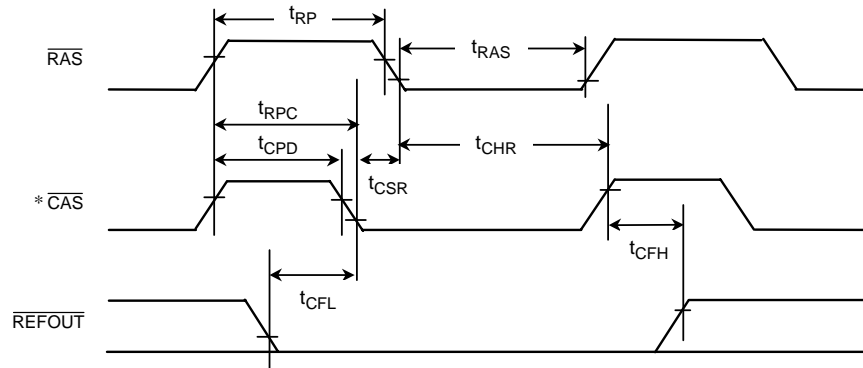 tRP
RAS
tRAS
tRPC
tCPD
tCHR
tCSR
* CAS
tCFH
tCFL
REFOUT